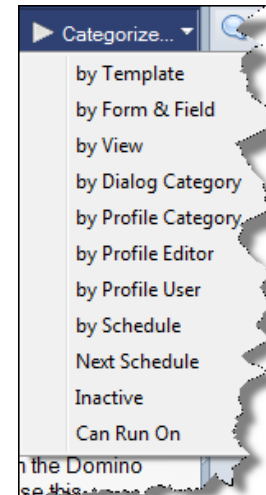 Categorize...
by Template
by Form & Field
by View
by Dialog Category
by Profile Category
by Profile Editor
by Profile User
by Schedule
Next Schedule
Inactive
Can Run On
the Domino
this